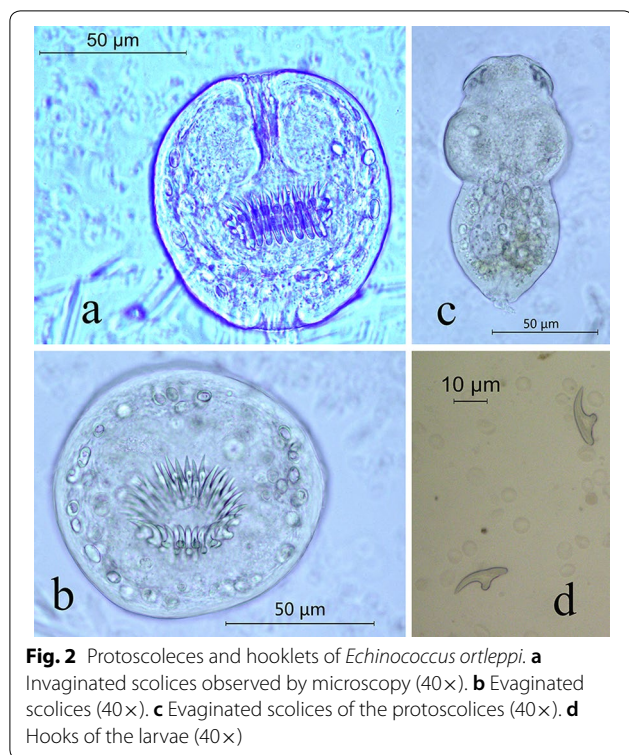 50 µm
a
c
50 µm
10 µm
b
50 µm
d
Fig. 2 Protoscoleces and hooklets of Echinococcus ortleppi. a
Invaginated scolices observed by microscopy (40×). b Evaginated
scolices (40×). c Evaginated scolices of the protoscolices (40×). d
Hooks of the larvae (40×)